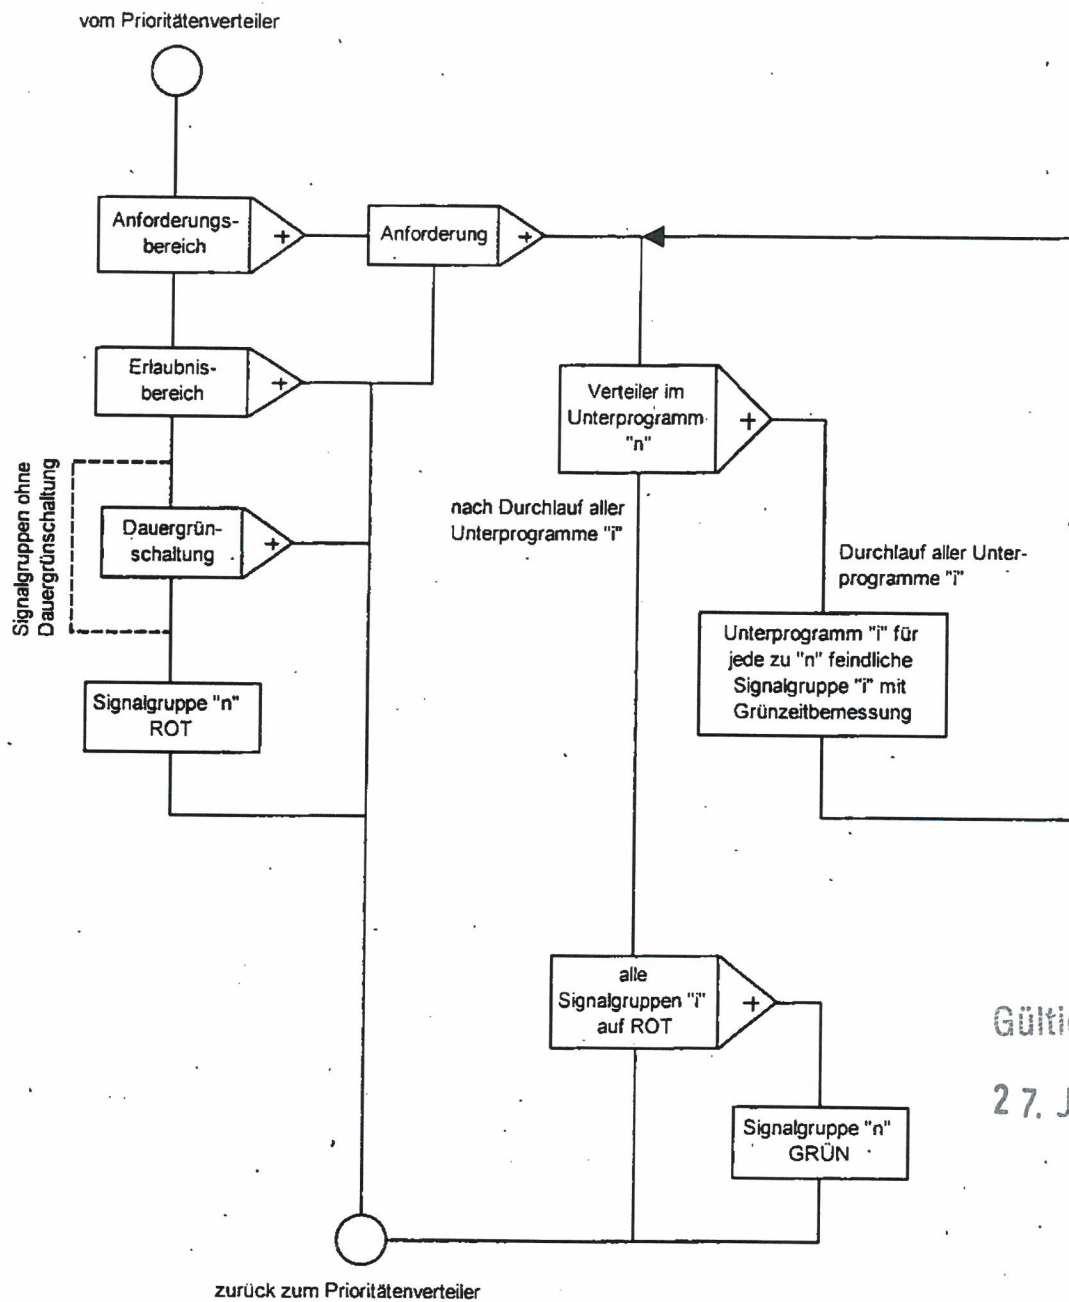 vom Prioritätenverteiler
Anforderungs-
bereich
+
Anforderung
+
Erlaubnis-
bereich
+
Verteiler im
Unterprogramm
"n"
+
Signalgruppen ohne
Dauergrünschaltung
Dauergrün-
schaltung
+
nach Durchlauf aller
Unterprogramme "i"
Durchlauf aller Unter-
programme "i"
Unterprogramm "i" für
jede zu "n" feindliche
Signalgruppe "i" mit
Grünzeitbemessung
Signalgruppe "n"
ROT
alle
Signalgruppen "i"
auf ROT
+
Signalgruppe "n"
GRÜN
27. J
zurück zum Prioritätenverteiler